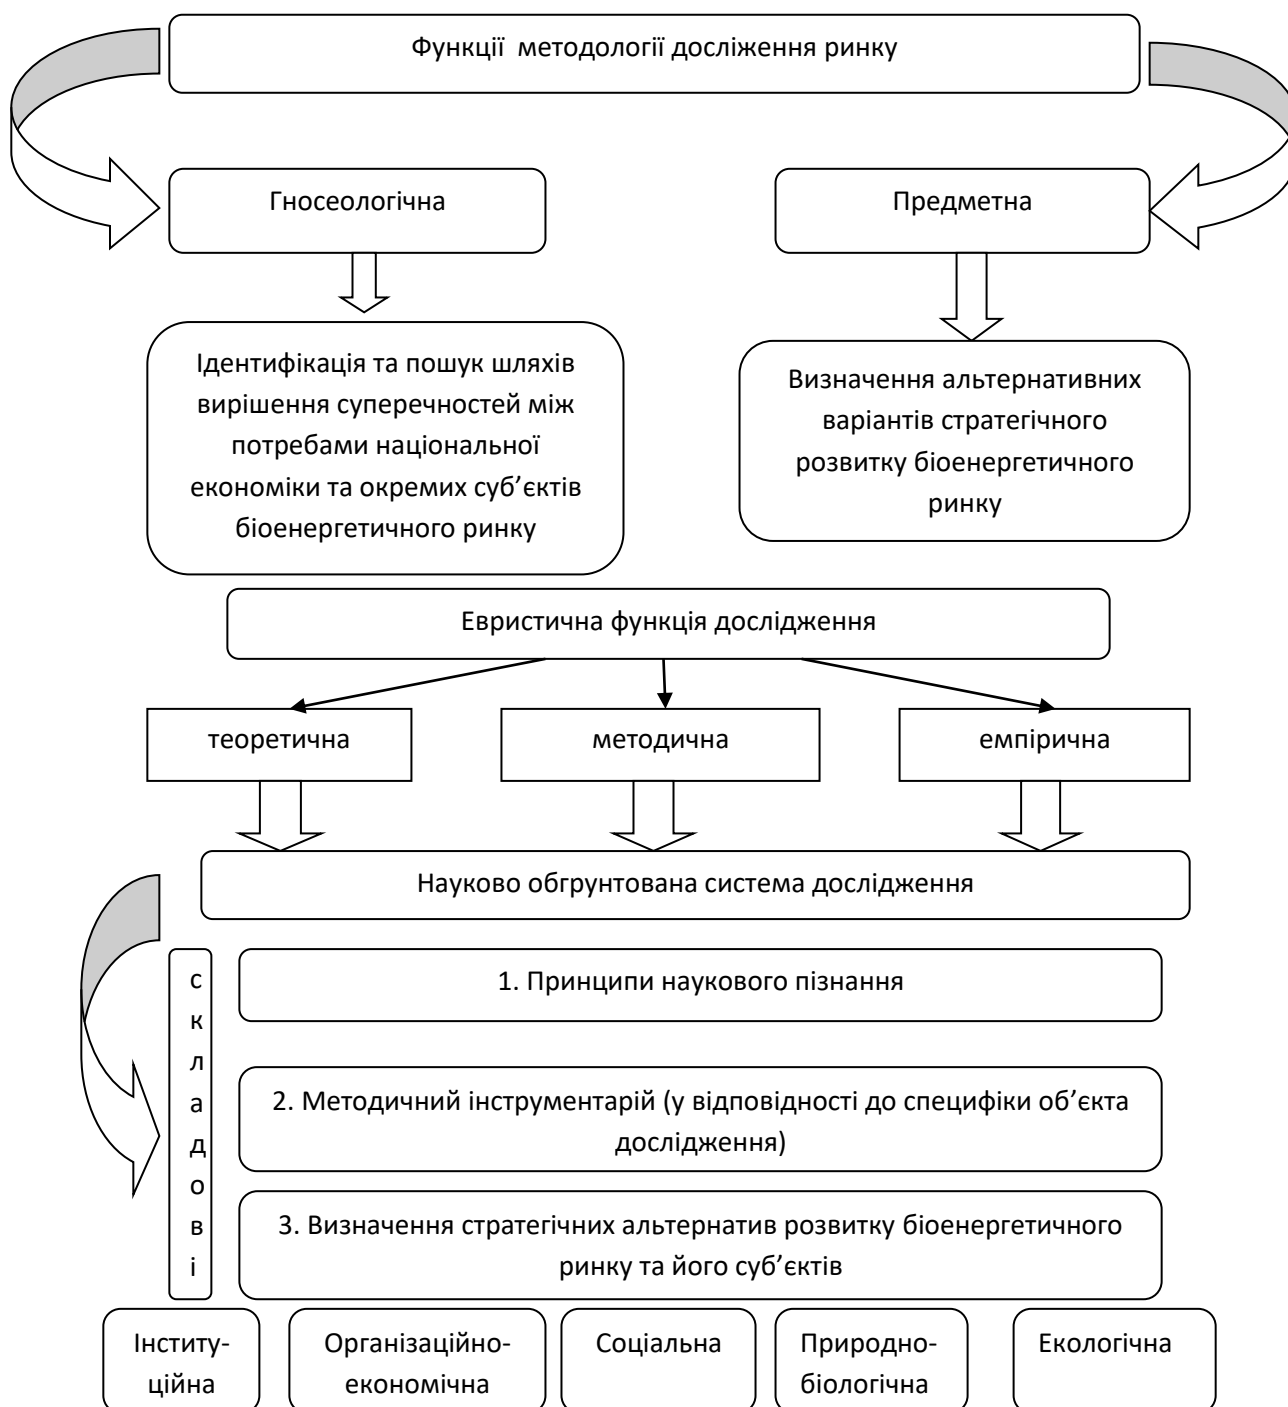 Функції методології досліження ринку
Гносеологічна
Предметна
Ідентифікація та пошук шляхів
вирішення суперечностей між
потребами національної
економіки та окремих суб’єктів
біоенергетичного ринку
Визначення альтернативних
варіантів стратегічного
розвитку біоенергетичного
ринку
Евристична функція дослідження
теоретична
методична
емпірична
Науково обгрунтована система дослідження
складові
1. Принципи наукового пізнання
2. Методичний інструментарій (у відповідності до специфіки об’єкта
дослідження)
3. Визначення стратегічних альтернатив розвитку біоенергетичного
ринку та його суб’єктів
Інститу-
ційна
Організаційно-
економічна
Соціальна
Природно-
біологічна
Екологічна